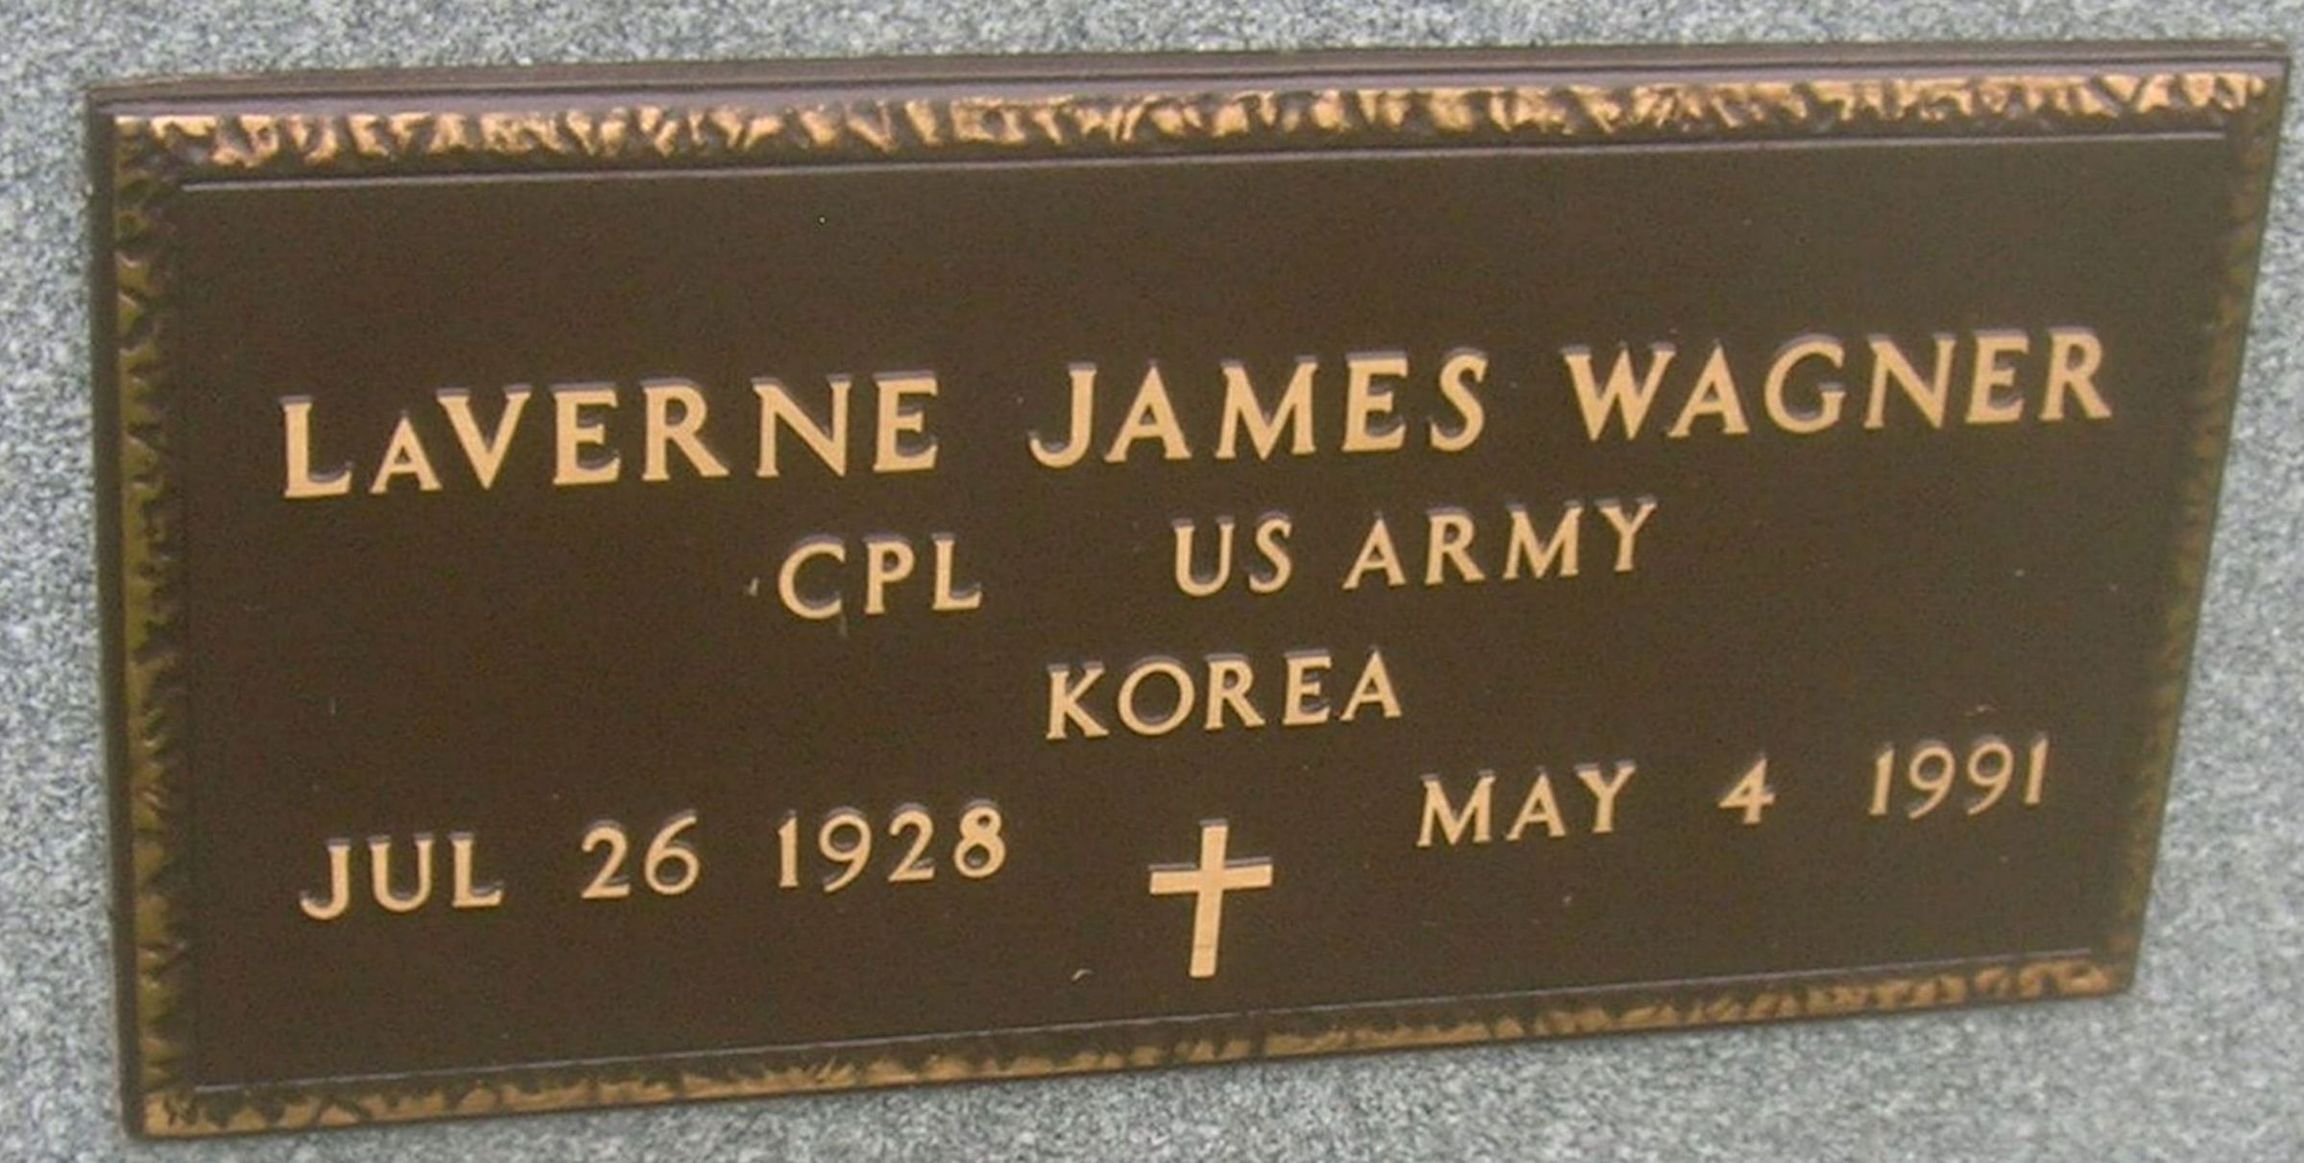 LaVERNE JAMES WAGNER
CPL US ARMY
KOREA
JUL 26 1928 MAY 4 1991